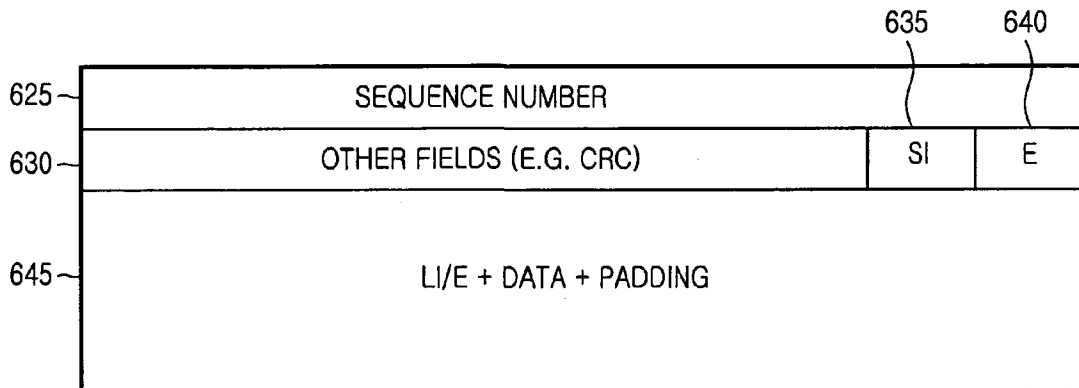 635 640
625 SEQUENCE NUMBER
630 OTHER FIELDS (E.G. CRC) SI E
645 LI/E + DATA + PADDING